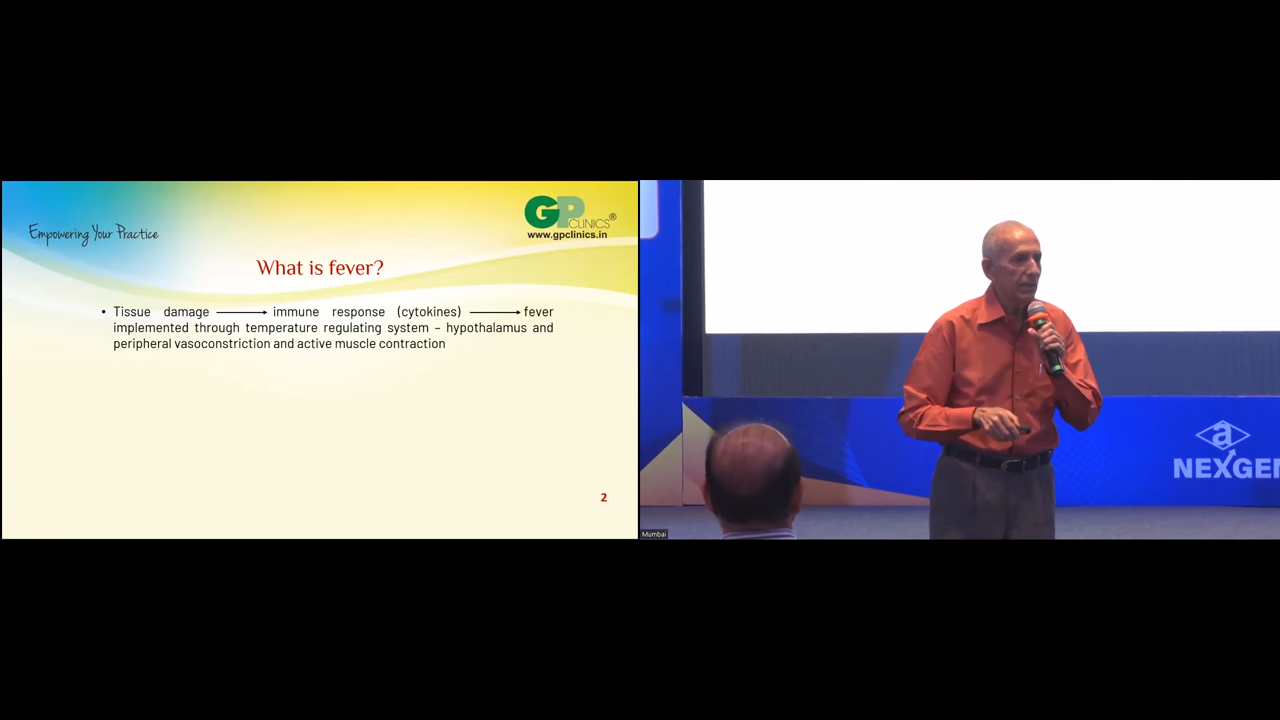 Empowering Your Practice
GP CLINICS®
www.gpclinics.in
What is fever?
• Tissue damage ⟶ immune response (cytokines) ⟶ fever
implemented through temperature regulating system – hypothalamus and
peripheral vasoconstriction and active muscle contraction
2
a
NEXGE
Mumbai